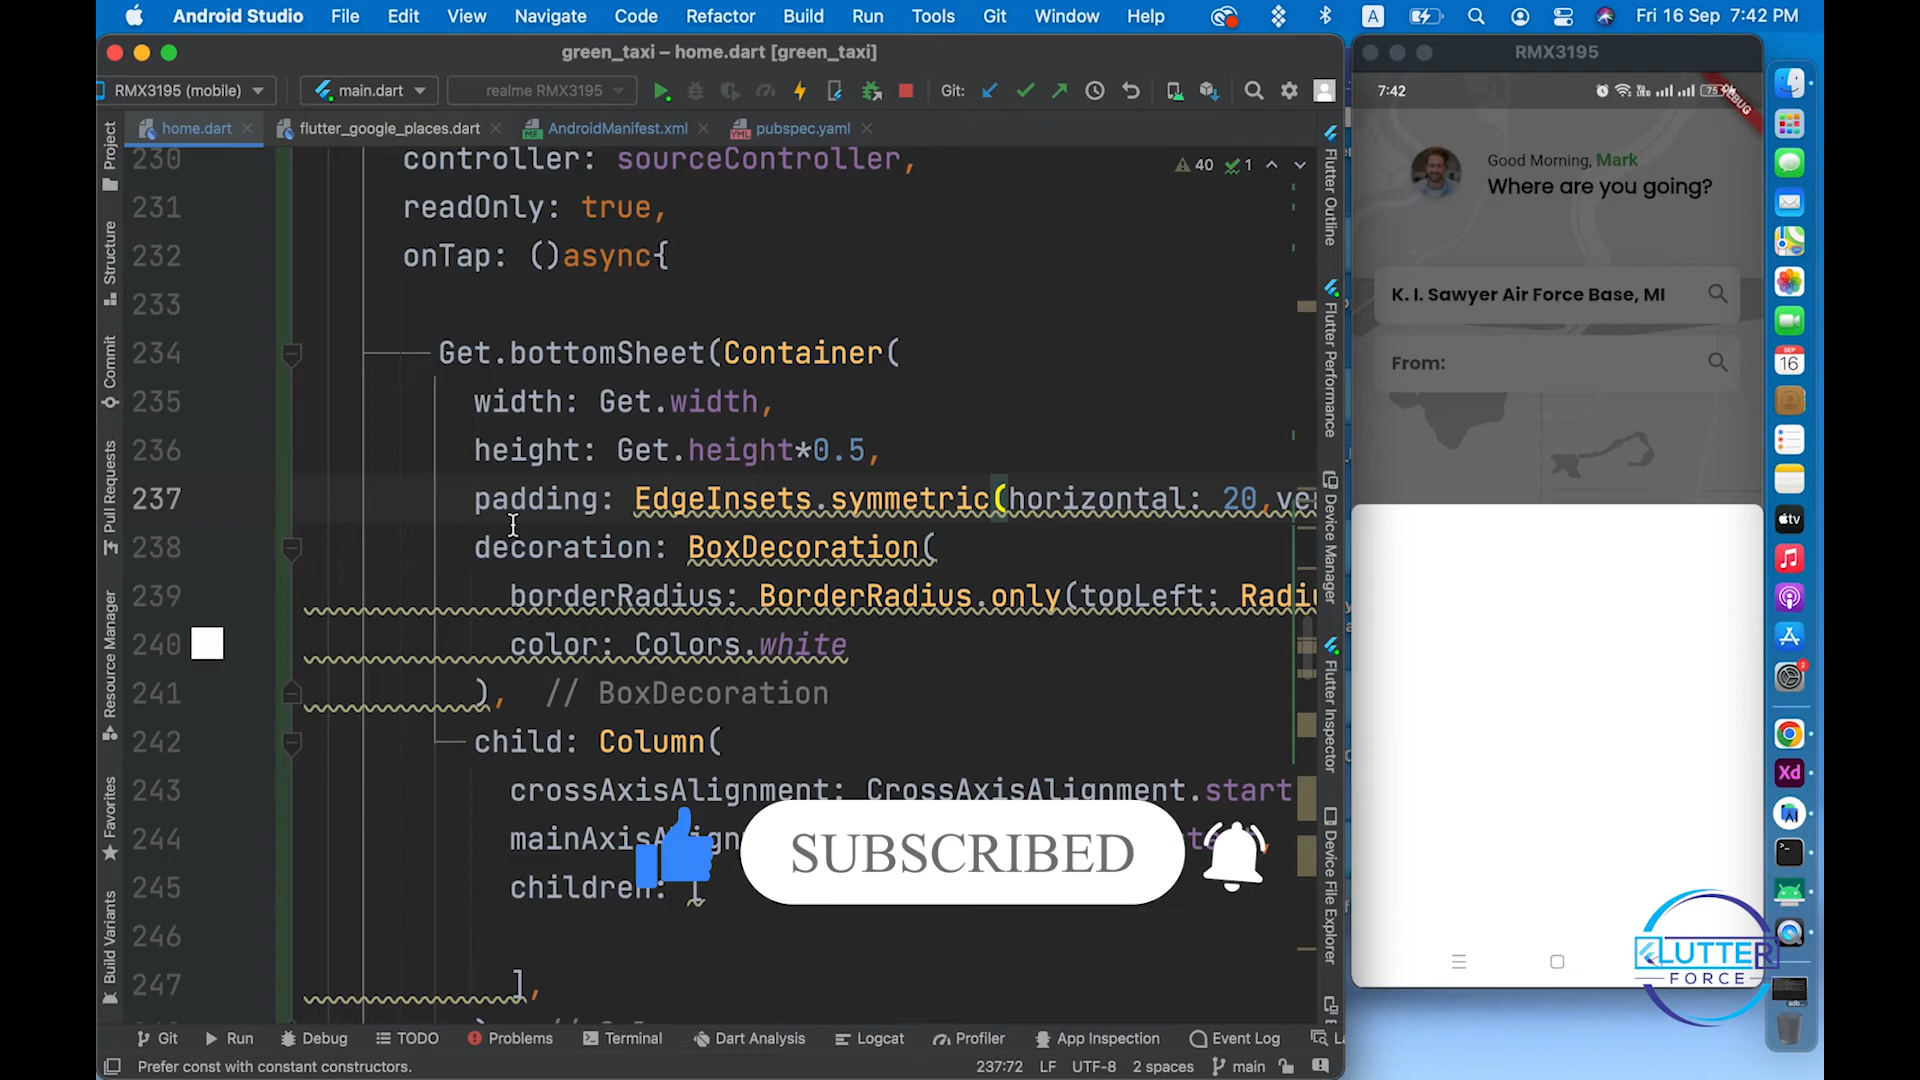 Android Studio File Edit View Navigate Code Refactor Build Run Tools Git Window Help A Fri 16 Sep 7:42 PM
green_taxi – home.dart [green_taxi]
RMX3195
RMX3195 (mobile) main.dart realme RMX3195 Git:
home.dart flutter_google_places.dart AndroidManifest.xml pubspec.yaml
7:42
DEBUG
Good Morning, Mark
Where are you going?
K. I. Sawyer Air Force Base, MI
From:
40 1
230 controller: sourceController,
231 readOnly: true,
232 onTap: ()async{
233
234 Get.bottomSheet(Container(
235 width: Get.width,
236 height: Get.height*0.5,
237 padding: EdgeInsets.symmetric(horizontal: 20,ver
238 decoration: BoxDecoration(
239 borderRadius: BorderRadius.only(topLeft: Radiu
240 color: Colors.white
241 ), // BoxDecoration
242 child: Column(
243 crossAxisAlignment: CrossAxisAlignment.start
244
245 children: [
246
247 ],
SUBSCRIBED
Project
Structure
Commit
Pull Requests
Resource Manager
Favorites
Build Variants
Flutter Outline
Flutter Performance
Device Manager
Flutter Inspector
Device File Explorer
SEP
16
tv
2
Xd
FLUTTER
FORCE
Git Run Debug TODO Problems Terminal Dart Analysis Logcat Profiler App Inspection Event Log
Prefer const with constant constructors. 237:72 LF UTF-8 2 spaces main